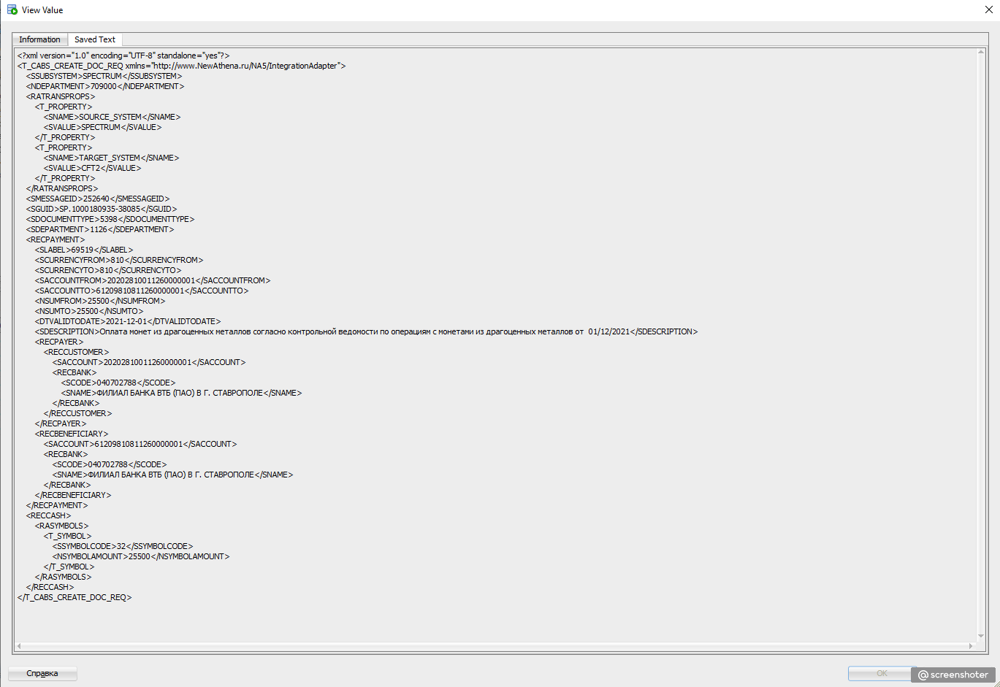 View Value
Information Saved Text
<?xml version="1.0" encoding="UTF-8" standalone="yes"?>
<T_CABS_CREATE_DOC_REQ xmlns="http://www.NewAthena.ru/NA5/IntegrationAdapter">
<SSUBSYSTEM>SPECTRUM</SSUBSYSTEM>
<NDEPARTMENT>709000</NDEPARTMENT>
<RATRANSPROPS>
<T_PROPERTY>
<SNAME>SOURCE_SYSTEM</SNAME>
<SVALUE>SPECTRUM</SVALUE>
</T_PROPERTY>
<T_PROPERTY>
<SNAME>TARGET_SYSTEM</SNAME>
<SVALUE>CFT2</SVALUE>
</T_PROPERTY>
</RATRANSPROPS>
<SMESSAGEID>252640</SMESSAGEID>
<SGUID>SP.1000180935-38085</SGUID>
<SDOCUMENTTYPE>5398</SDOCUMENTTYPE>
<SDEPARTMENT>1126</SDEPARTMENT>
<RECPAYMENT>
<SLABEL>69519</SLABEL>
<SCURRENCYFROM>810</SCURRENCYFROM>
<SCURRENCYTO>810</SCURRENCYTO>
<SACCOUNTFROM>20202810011260000001</SACCOUNTFROM>
<SACCOUNTTO>61209810811260000001</SACCOUNTTO>
<NSUMFROM>25500</NSUMFROM>
<NSUMTO>25500</NSUMTO>
<DTVALIDTODATE>2021-12-01</DTVALIDTODATE>
<SDESCRIPTION>Оплата монет из драгоценных металлов согласно контрольной ведомости по операциям с монетами из драгоценных металлов от  01/12/2021</SDESCRIPTION>
<RECPAYER>
<RECCUSTOMER>
<SACCOUNT>20202810011260000001</SACCOUNT>
<RECBANK>
<SCODE>040702788</SCODE>
<SNAME>ФИЛИАЛ БАНКА ВТБ (ПАО) В Г. СТАВРОПОЛЕ</SNAME>
</RECBANK>
</RECCUSTOMER>
</RECPAYER>
<RECBENEFICIARY>
<SACCOUNT>61209810811260000001</SACCOUNT>
<RECBANK>
<SCODE>040702788</SCODE>
<SNAME>ФИЛИАЛ БАНКА ВТБ (ПАО) В Г. СТАВРОПОЛЕ</SNAME>
</RECBANK>
</RECBENEFICIARY>
</RECPAYMENT>
<RECCASH>
<RASYMBOLS>
<T_SYMBOL>
<SSYMBOLCODE>32</SSYMBOLCODE>
<NSYMBOLAMOUNT>25500</NSYMBOLAMOUNT>
</T_SYMBOL>
</RASYMBOLS>
</RECCASH>
</T_CABS_CREATE_DOC_REQ>
Справка OK @screenshoter